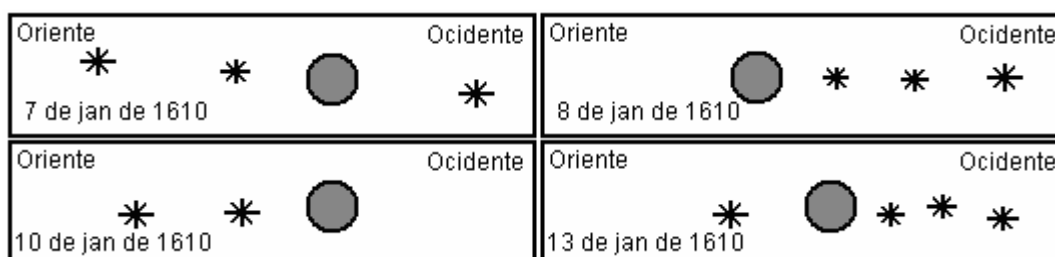 Oriente Ocidente
7 de jan de 1610
Oriente Ocidente
8 de jan de 1610
Oriente Ocidente
10 de jan de 1610
Oriente Ocidente
13 de jan de 1610